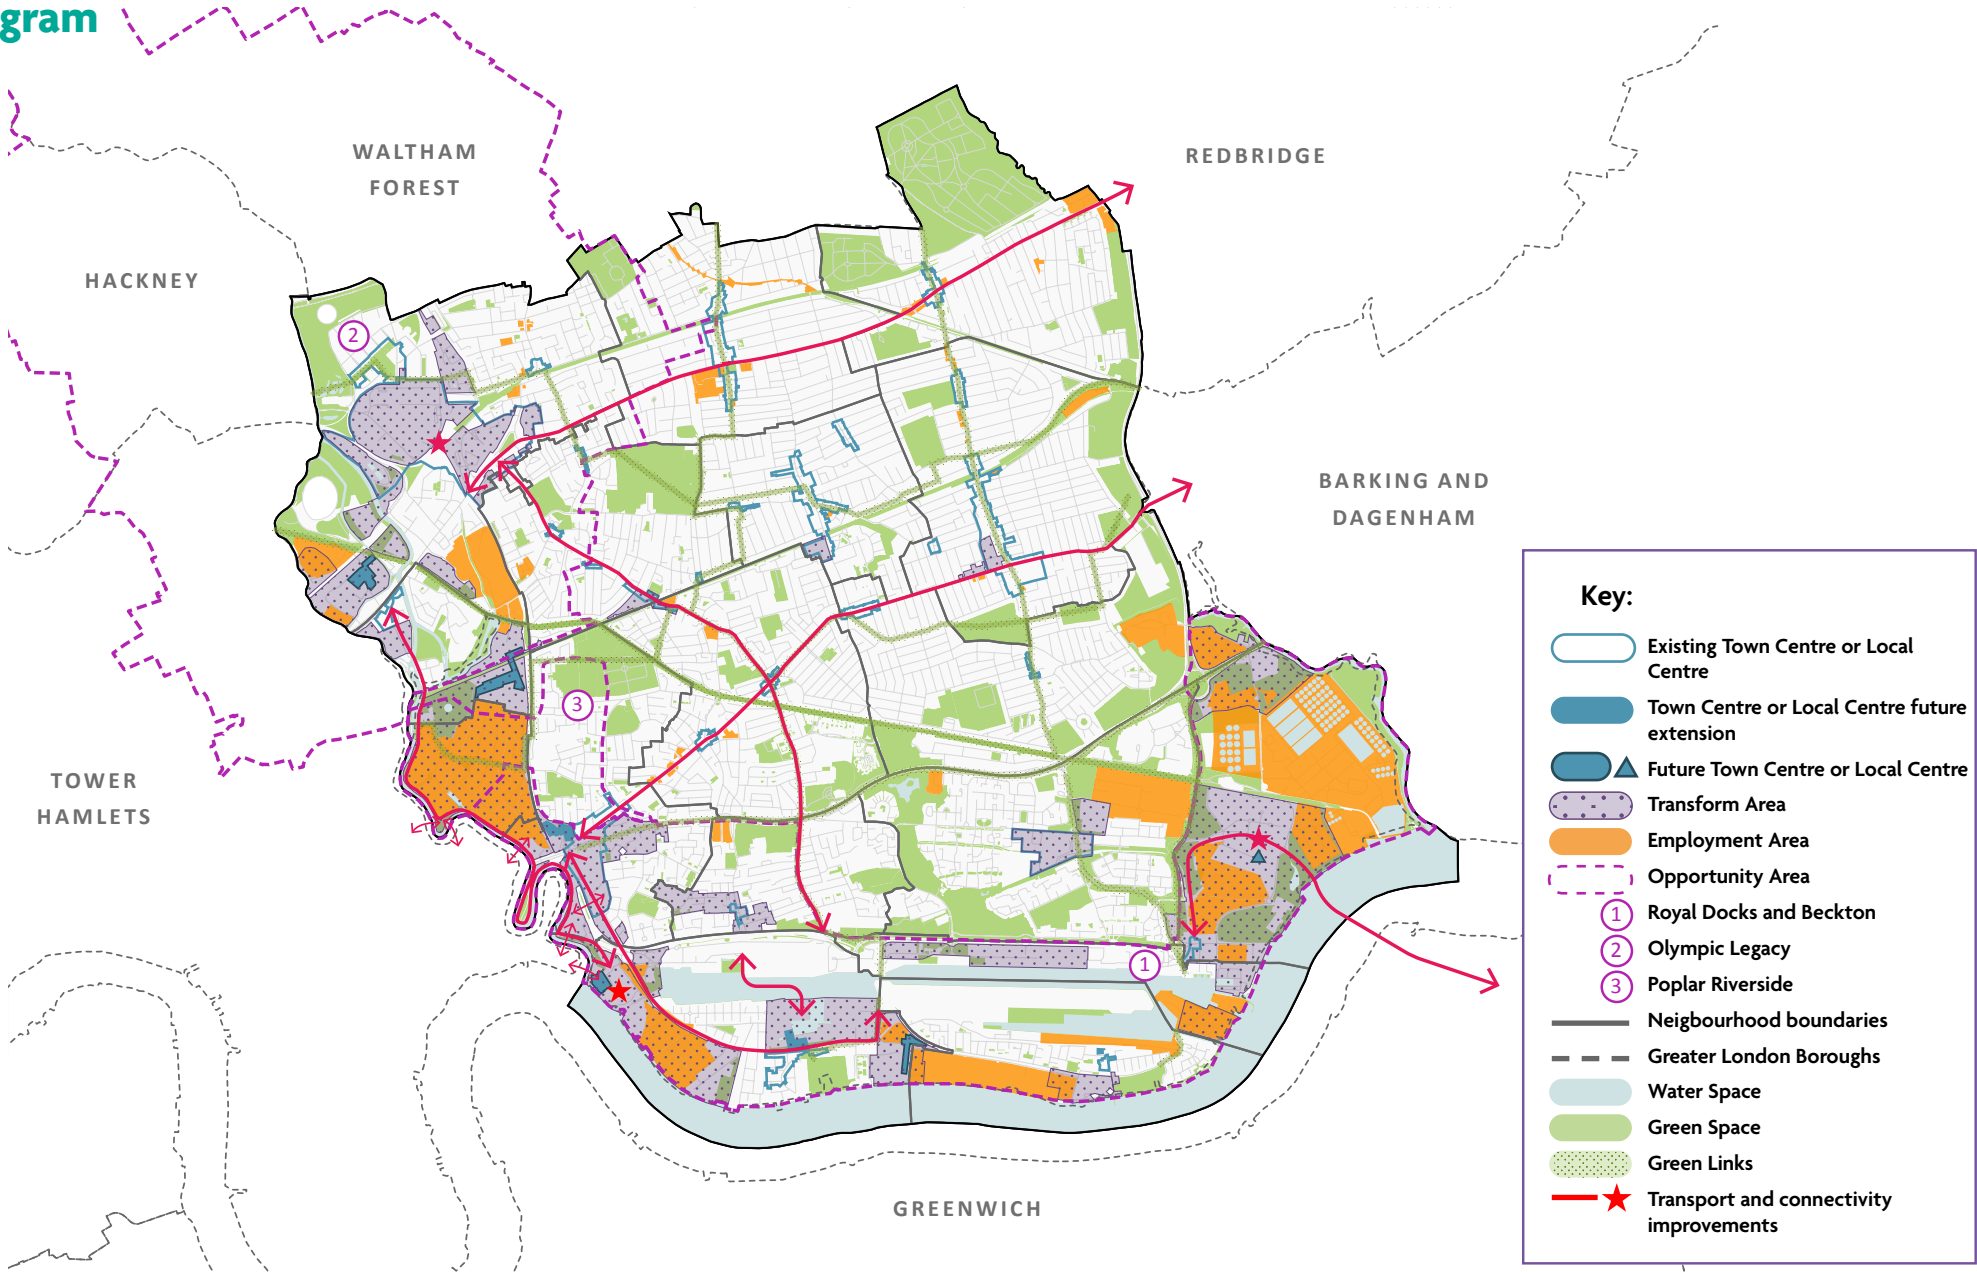 gram
WALTHAM
FOREST
REDBRIDGE
HACKNEY
2
BARKING AND
DAGENHAM
3
TOWER
HAMLETS
1
GREENWICH
Key:
Existing Town Centre or Local
Centre
Town Centre or Local Centre future
extension
Future Town Centre or Local Centre
Transform Area
Employment Area
Opportunity Area
1 Royal Docks and Beckton
2 Olympic Legacy
3 Poplar Riverside
Neigbourhood boundaries
Greater London Boroughs
Water Space
Green Space
Green Links
Transport and connectivity
improvements